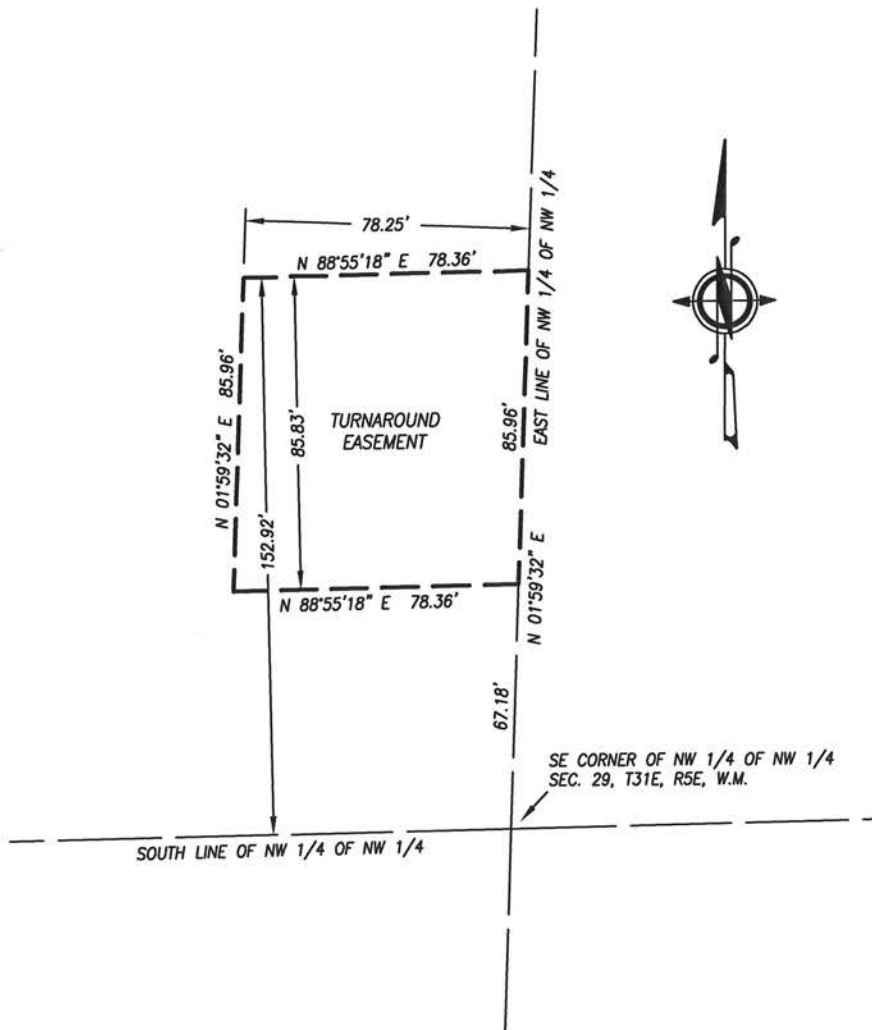 78.25'
N 88°55'18" E 78.36'
EAST LINE OF NW 1/4 OF NW 1/4
N 01°59'32" E 85.96'
85.83'
TURNAROUND
EASEMENT
85.96'
152.92'
N 01°59'32" E
N 88°55'18" E 78.36'
67.18'
SE CORNER OF NW 1/4 OF NW 1/4
SEC. 29, T31E, R5E, W.M.
SOUTH LINE OF NW 1/4 OF NW 1/4